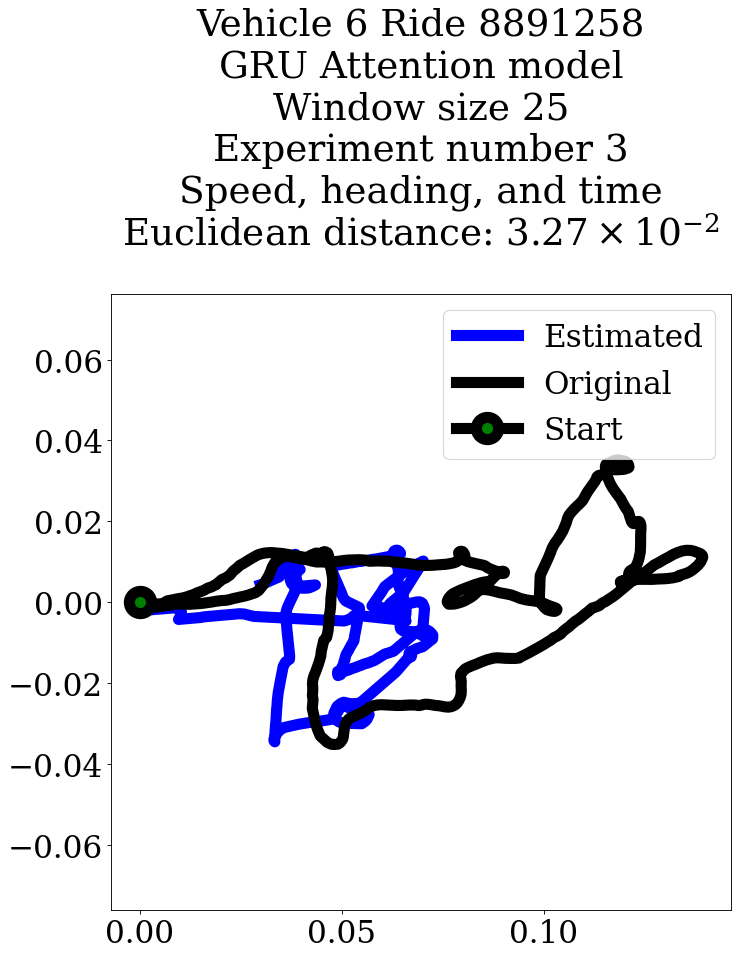 Vehicle 6 Ride 8891258
GRU Attention model
Window size 25
Experiment number 3
Speed, heading, and time
Euclidean distance: 3.27 × 10⁻²
Estimated
Original
Start
0.06
0.04
0.02
0.00
−0.02
−0.04
−0.06
0.00 0.05 0.10